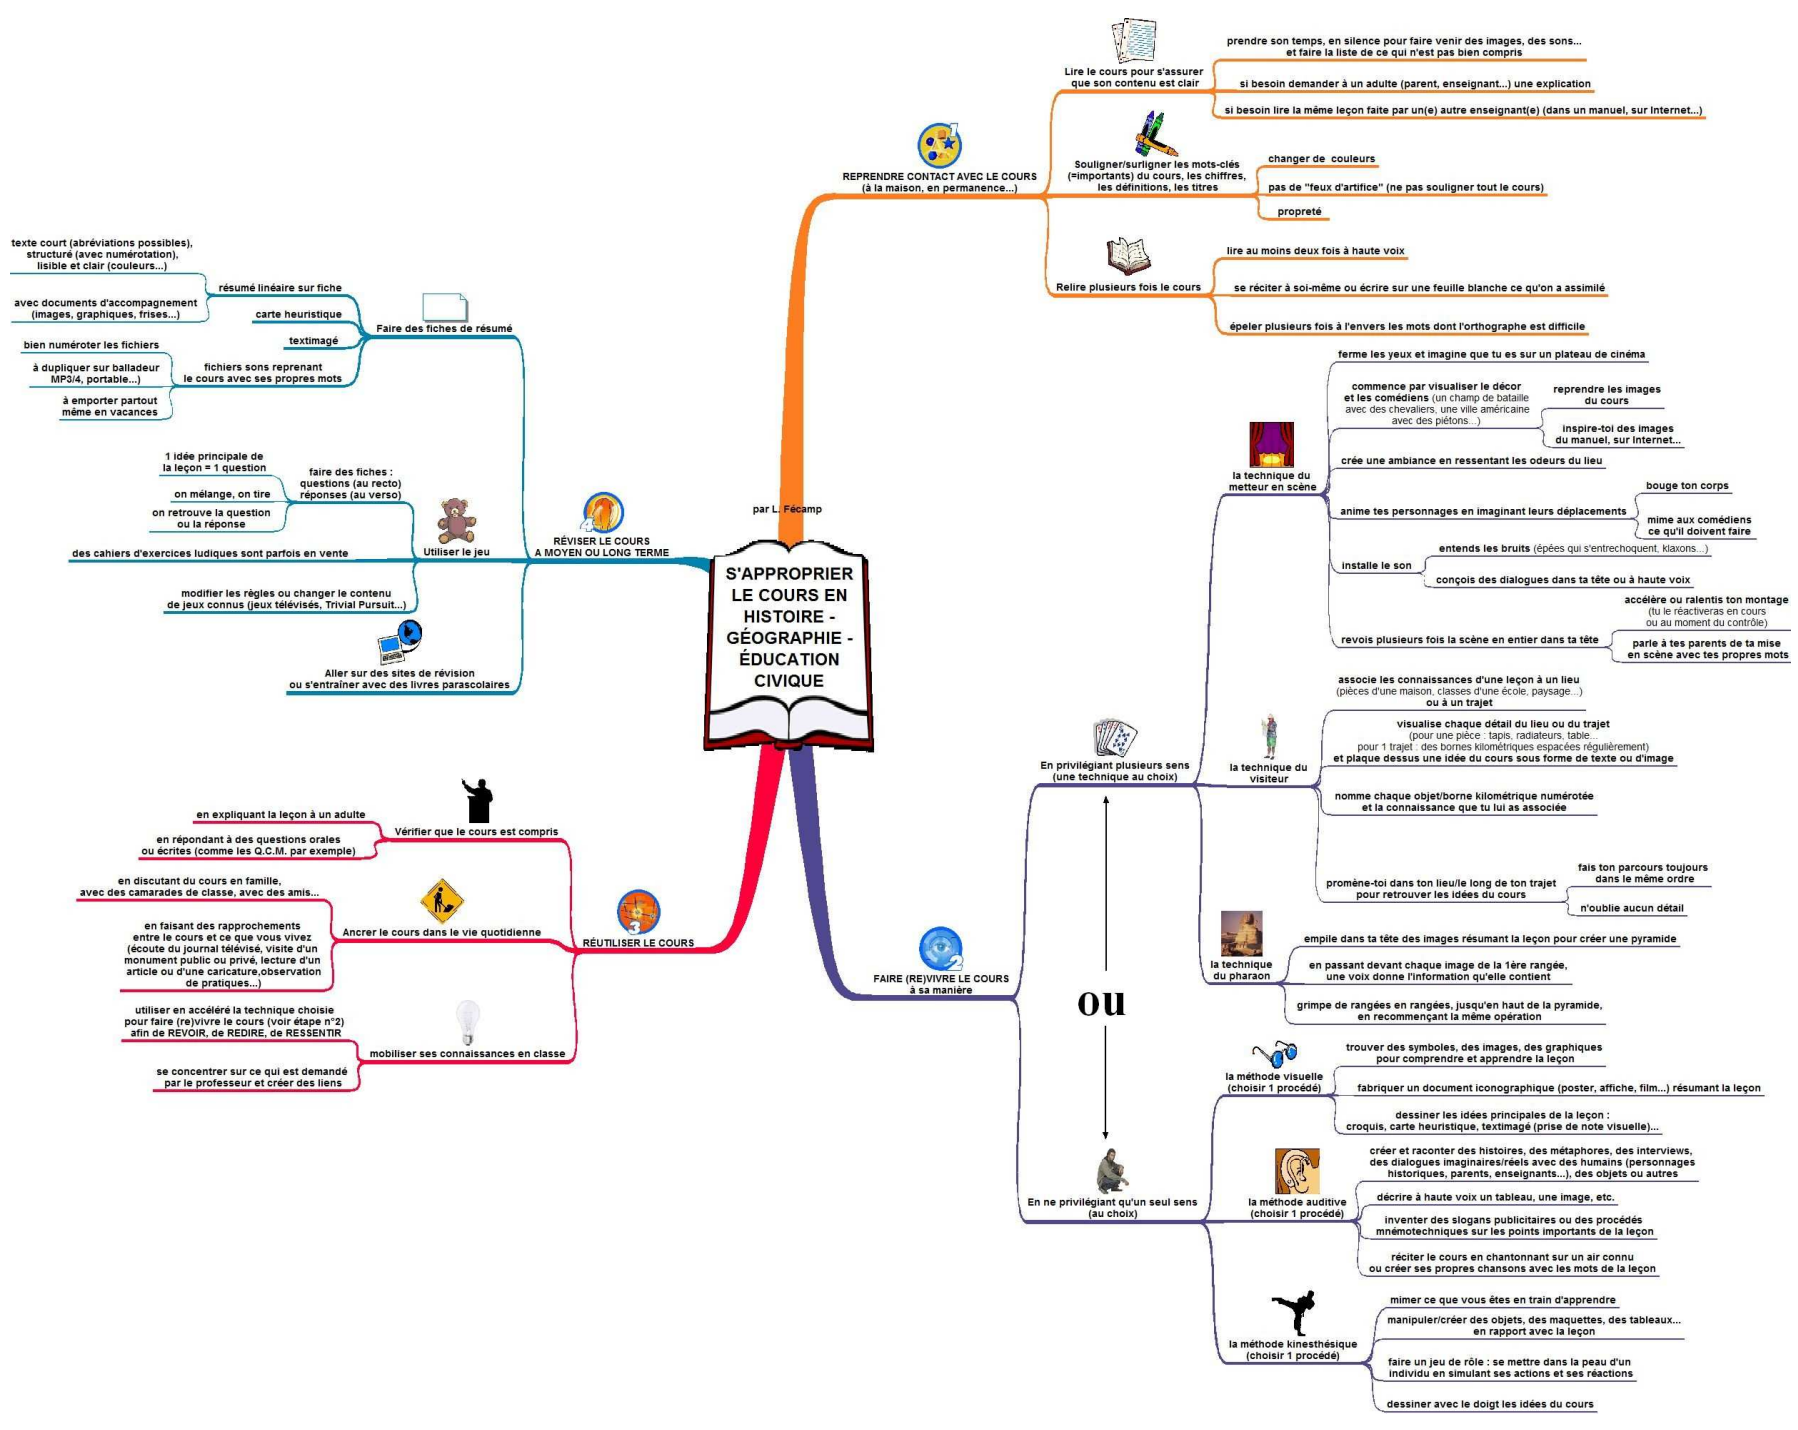 par L. Fécamp
S'APPROPRIER
LE COURS EN
HISTOIRE -
GÉOGRAPHIE -
ÉDUCATION
CIVIQUE
1
REPRENDRE CONTACT AVEC LE COURS
(à la maison, en permanence...)
Lire le cours pour s'assurer
que son contenu est clair
prendre son temps, en silence pour faire venir des images, des sons...
et faire la liste de ce qui n'est pas bien compris
si besoin demander à un adulte (parent, enseignant...) une explication
si besoin lire la même leçon faite par un(e) autre enseignant(e) (dans un manuel, sur Internet...)
Souligner/surligner les mots-clés
(=importants) du cours, les chiffres,
les définitions, les titres
changer de couleurs
pas de "feux d'artifice" (ne pas souligner tout le cours)
propreté
Relire plusieurs fois le cours
lire au moins deux fois à haute voix
se réciter à soi-même ou écrire sur une feuille blanche ce qu'on a assimilé
épeler plusieurs fois à l'envers les mots dont l'orthographe est difficile
2
FAIRE (RE)VIVRE LE COURS
à sa manière
En privilégiant plusieurs sens
(une technique au choix)
la technique du
metteur en scène
ferme les yeux et imagine que tu es sur un plateau de cinéma
commence par visualiser le décor
et les comédiens (un champ de bataille
avec des chevaliers, une ville américaine
avec des piétons...)
reprendre les images
du cours
inspire-toi des images
du manuel, sur Internet...
crée une ambiance en ressentant les odeurs du lieu
anime tes personnages en imaginant leurs déplacements
bouge ton corps
mime aux comédiens
ce qu'il doivent faire
installe le son
entends les bruits (épées qui s'entrechoquent, klaxons...)
conçois des dialogues dans ta tête ou à haute voix
revois plusieurs fois la scène en entier dans ta tête
accélère ou ralentis ton montage
(tu le réactiveras en cours
ou au moment du contrôle)
parle à tes parents de ta mise
en scène avec tes propres mots
la technique du
visiteur
associe les connaissances d'une leçon à un lieu
(pièces d'une maison, classes d'une école, paysage...)
ou à un trajet
visualise chaque détail du lieu ou du trajet
(pour une pièce : tapis, radiateurs, table...
pour 1 trajet : des bornes kilométriques espacées régulièrement)
et plaque dessus une idée du cours sous forme de texte ou d'image
nomme chaque objet/borne kilométrique numérotée
et la connaissance que tu lui as associée
promène-toi dans ton lieu/le long de ton trajet
pour retrouver les idées du cours
fais ton parcours toujours
dans le même ordre
n'oublie aucun détail
la technique
du pharaon
empile dans ta tête des images résumant la leçon pour créer une pyramide
en passant devant chaque image de la 1ère rangée,
une voix donne l'information qu'elle contient
grimpe de rangées en rangées, jusqu'en haut de la pyramide,
en recommençant la même opération
ou
En ne privilégiant qu'un seul sens
(au choix)
la méthode visuelle
(choisir 1 procédé)
trouver des symboles, des images, des graphiques
pour comprendre et apprendre la leçon
fabriquer un document iconographique (poster, affiche, film...) résumant la leçon
dessiner les idées principales de la leçon :
croquis, carte heuristique, textimagé (prise de note visuelle)...
la méthode auditive
(choisir 1 procédé)
créer et raconter des histoires, des métaphores, des interviews,
des dialogues imaginaires/réels avec des humains (personnages
historiques, parents, enseignants...), des objets ou autres
décrire à haute voix un tableau, une image, etc.
inventer des slogans publicitaires ou des procédés
mnémotechniques sur les points importants de la leçon
réciter le cours en chantonnant sur un air connu
ou créer ses propres chansons avec les mots de la leçon
la méthode kinesthésique
(choisir 1 procédé)
mimer ce que vous êtes en train d'apprendre
manipuler/créer des objets, des maquettes, des tableaux...
en rapport avec la leçon
faire un jeu de rôle : se mettre dans la peau d'un
individu en simulant ses actions et ses réactions
dessiner avec le doigt les idées du cours
3
RÉUTILISER LE COURS
Vérifier que le cours est compris
en expliquant la leçon à un adulte
en répondant à des questions orales
ou écrites (comme les Q.C.M. par exemple)
Ancrer le cours dans le vie quotidienne
en discutant du cours en famille,
avec des camarades de classe, avec des amis...
en faisant des rapprochements
entre le cours et ce que vous vivez
(écoute du journal télévisé, visite d'un
monument public ou privé, lecture d'un
article ou d'une caricature,observation
de pratiques...)
mobiliser ses connaissances en classe
utiliser en accéléré la technique choisie
pour faire (re)vivre le cours (voir étape n°2)
afin de REVOIR, de REDIRE, de RESSENTIR
se concentrer sur ce qui est demandé
par le professeur et créer des liens
4
RÉVISER LE COURS
A MOYEN OU LONG TERME
Faire des fiches de résumé
résumé linéaire sur fiche
texte court (abréviations possibles),
structuré (avec numérotation),
lisible et clair (couleurs...)
avec documents d'accompagnement
(images, graphiques, frises...)
carte heuristique
textimagé
fichiers sons reprenant
le cours avec ses propres mots
bien numéroter les fichiers
à dupliquer sur balladeur
MP3/4, portable...)
à emporter partout
même en vacances
Utiliser le jeu
faire des fiches :
questions (au recto)
réponses (au verso)
1 idée principale de
la leçon = 1 question
on mélange, on tire
on retrouve la question
ou la réponse
des cahiers d'exercices ludiques sont parfois en vente
modifier les règles ou changer le contenu
de jeux connus (jeux télévisés, Trivial Pursuit...)
Aller sur des sites de révision
ou s'entraîner avec des livres parascolaires